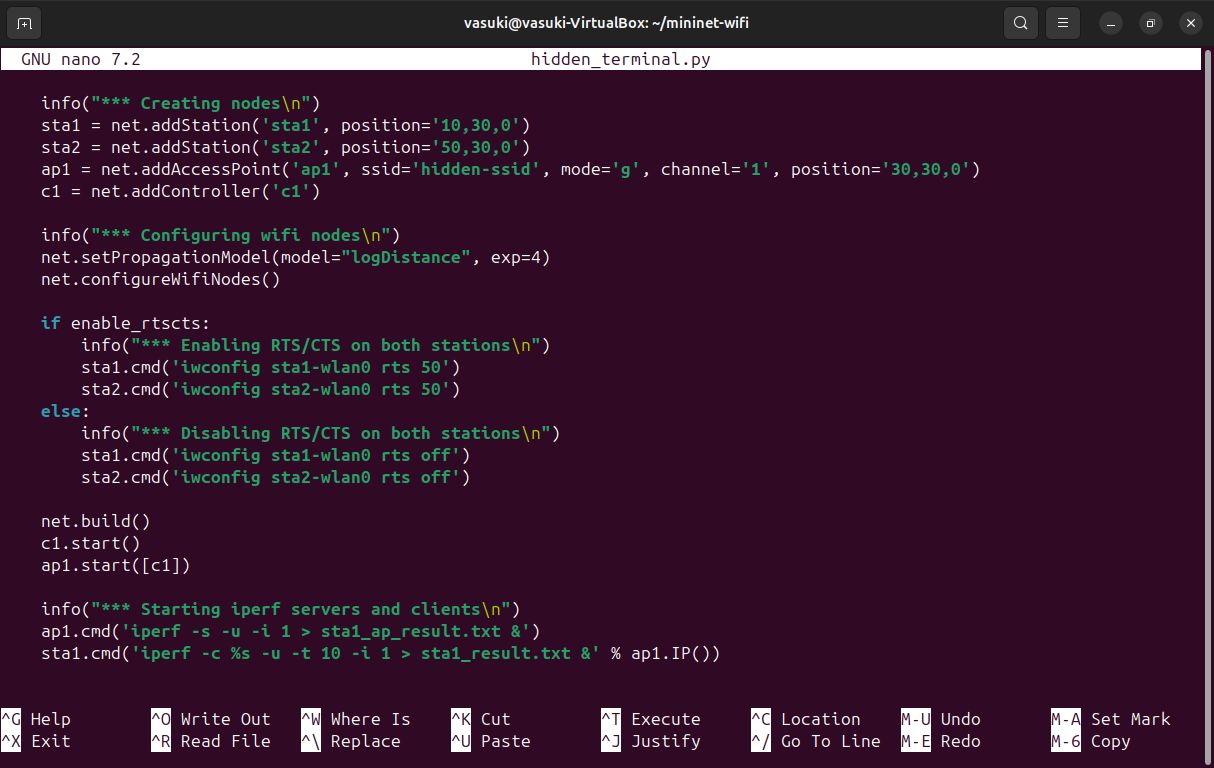 vasuki@vasuki-VirtualBox: ~/mininet-wifi
GNU nano 7.2 hidden_terminal.py
info("*** Creating nodes\n")
sta1 = net.addStation('sta1', position='10,30,0')
sta2 = net.addStation('sta2', position='50,30,0')
ap1 = net.addAccessPoint('ap1', ssid='hidden-ssid', mode='g', channel='1', position='30,30,0')
c1 = net.addController('c1')
info("*** Configuring wifi nodes\n")
net.setPropagationModel(model="logDistance", exp=4)
net.configureWifiNodes()
if enable_rtscts:
info("*** Enabling RTS/CTS on both stations\n")
sta1.cmd('iwconfig sta1-wlan0 rts 50')
sta2.cmd('iwconfig sta2-wlan0 rts 50')
else:
info("*** Disabling RTS/CTS on both stations\n")
sta1.cmd('iwconfig sta1-wlan0 rts off')
sta2.cmd('iwconfig sta2-wlan0 rts off')
net.build()
c1.start()
ap1.start([c1])
info("*** Starting iperf servers and clients\n")
ap1.cmd('iperf -s -u -i 1 > sta1_ap_result.txt &')
sta1.cmd('iperf -c %s -u -t 10 -i 1 > sta1_result.txt &' % ap1.IP())
^G Help ^O Write Out ^W Where Is ^K Cut ^T Execute ^C Location M-U Undo M-A Set Mark
^X Exit ^R Read File ^\ Replace ^U Paste ^J Justify ^/ Go To Line M-E Redo M-6 Copy